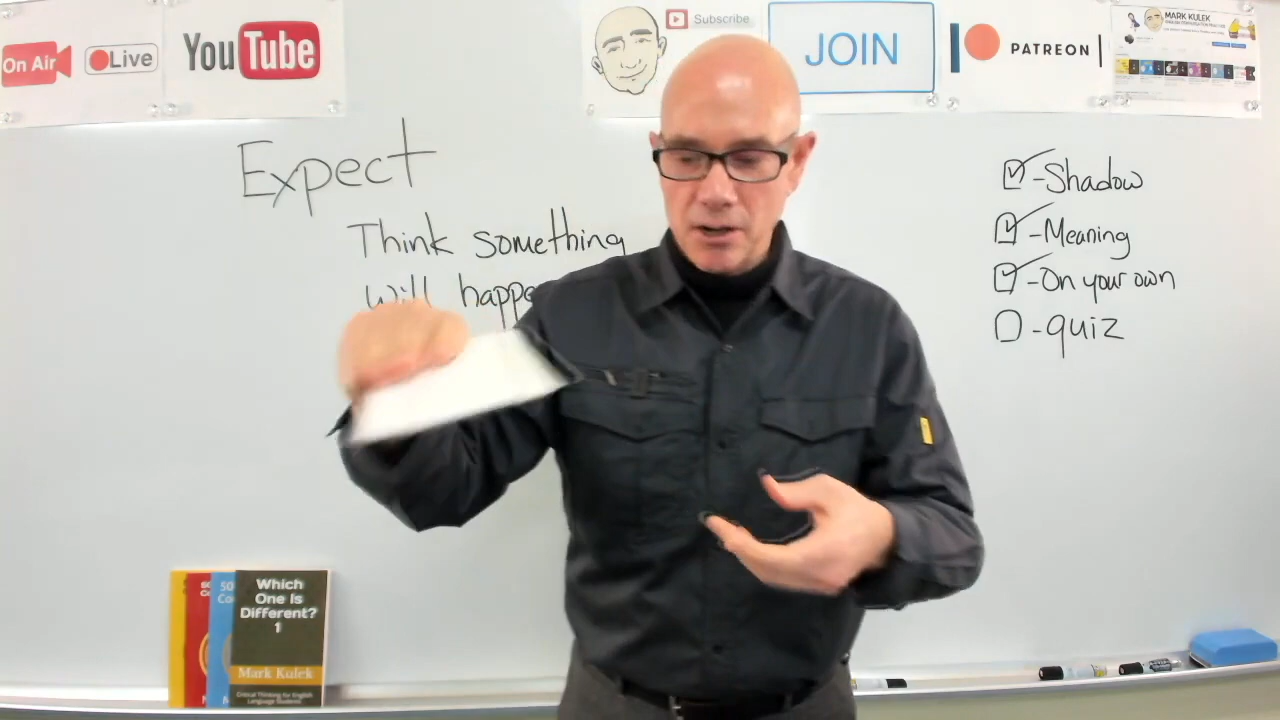 On Air
Live
YouTube
Subscribe
JOIN
PATREON
MARK KULEK
Expect
Think something
will
-Shadow
-Meaning
-On your own
-quiz
50
Which
One Is
Different?
1
Mark Kulek
Critical Thinking for English
Language Students